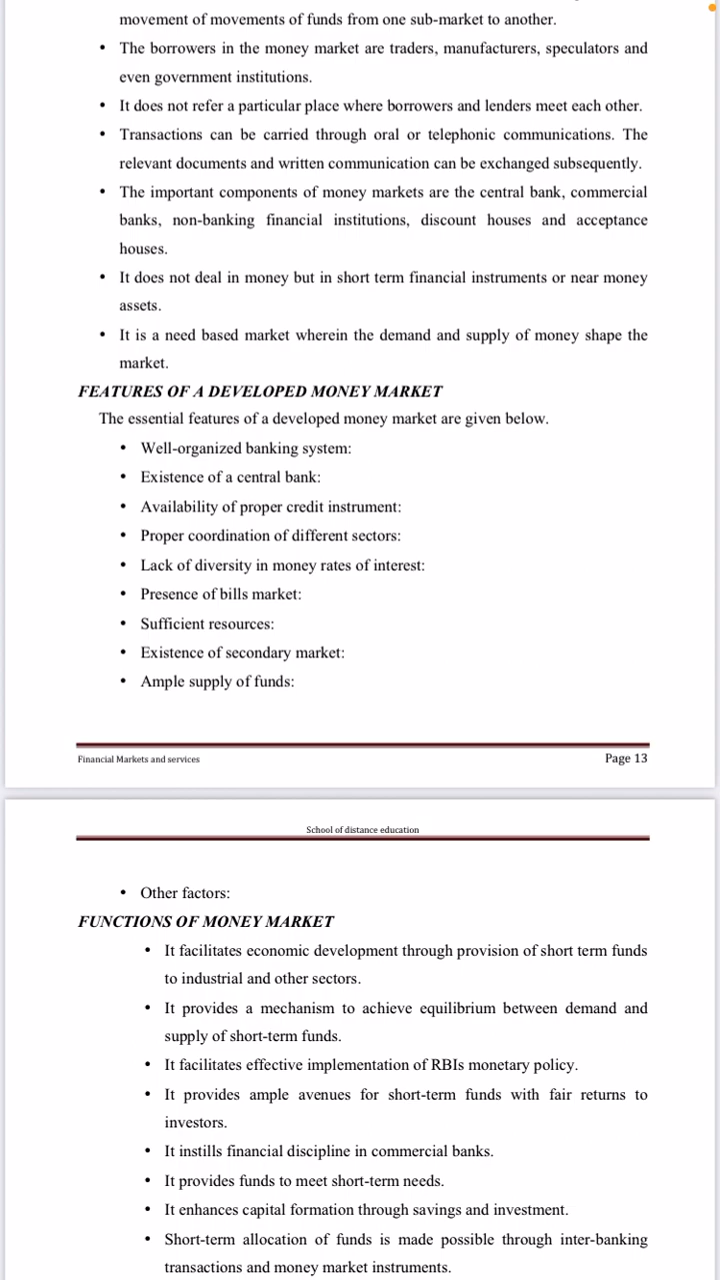 movement of movements of funds from one sub-market to another.
• The borrowers in the money market are traders, manufacturers, speculators and
even government institutions.
• It does not refer a particular place where borrowers and lenders meet each other.
• Transactions can be carried through oral or telephonic communications. The
relevant documents and written communication can be exchanged subsequently.
• The important components of money markets are the central bank, commercial
banks, non-banking financial institutions, discount houses and acceptance
houses.
• It does not deal in money but in short term financial instruments or near money
assets.
• It is a need based market wherein the demand and supply of money shape the
market.
FEATURES OF A DEVELOPED MONEY MARKET
The essential features of a developed money market are given below.
• Well-organized banking system:
• Existence of a central bank:
• Availability of proper credit instrument:
• Proper coordination of different sectors:
• Lack of diversity in money rates of interest:
• Presence of bills market:
• Sufficient resources:
• Existence of secondary market:
• Ample supply of funds:
Financial Markets and services Page 13
School of distance education
• Other factors:
FUNCTIONS OF MONEY MARKET
• It facilitates economic development through provision of short term funds
to industrial and other sectors.
• It provides a mechanism to achieve equilibrium between demand and
supply of short-term funds.
• It facilitates effective implementation of RBIs monetary policy.
• It provides ample avenues for short-term funds with fair returns to
investors.
• It instills financial discipline in commercial banks.
• It provides funds to meet short-term needs.
• It enhances capital formation through savings and investment.
• Short-term allocation of funds is made possible through inter-banking
transactions and money market instruments.